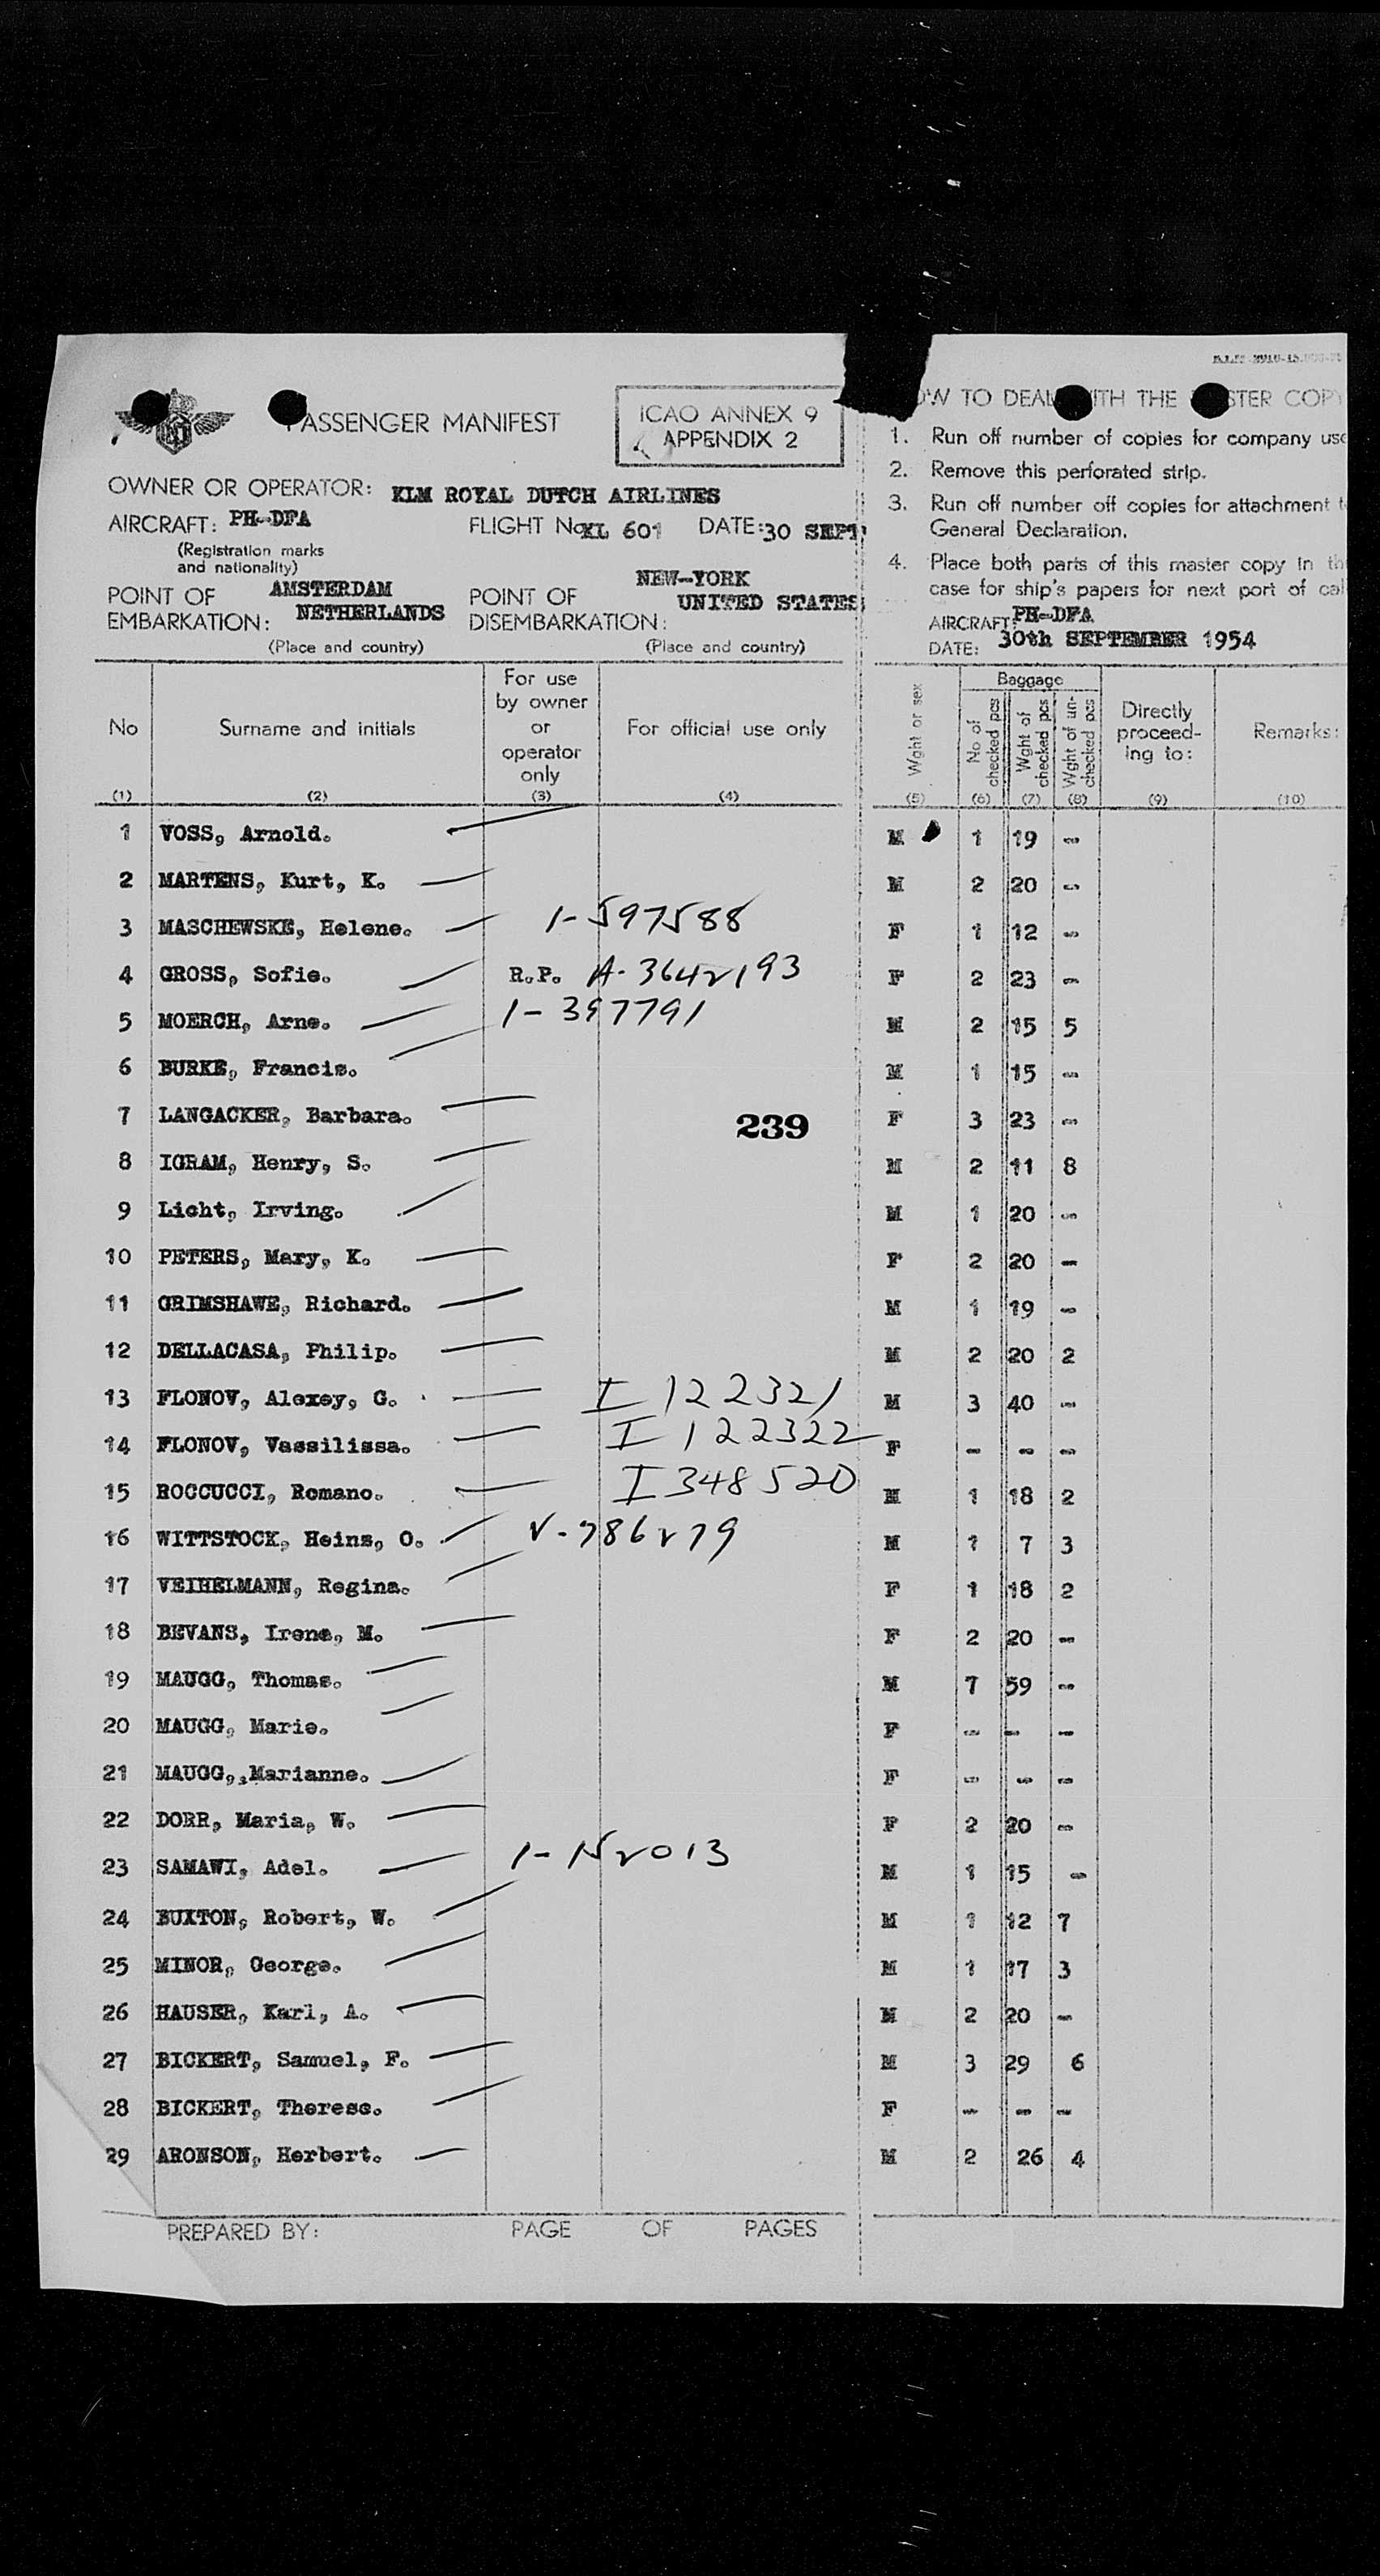 PASSENGER MANIFEST
ICAO ANNEX 9
APPENDIX 2
OWNER OR OPERATOR: KLM ROYAL DUTCH AIRLINES
AIRCRAFT: PH-DFA FLIGHT No KL 601 DATE: 30 SEPT
(Registration marks
and nationality)
POINT OF EMBARKATION: AMSTERDAM NETHERLANDS
(Place and country)
POINT OF DISEMBARKATION: NEW-YORK UNITED STATES
(Place and country)
OW TO DEAL WITH THE MASTER COPY
1. Run off number of copies for company use
2. Remove this perforated strip.
3. Run off number off copies for attachment
General Declaration.
4. Place both parts of this master copy in
case for ship's papers for next port of
AIRCRAFT: PH-DFA
DATE: 30th SEPTEMBER 1954
No (1)
Surname and initials (2)
For use by owner or operator only (3)
For official use only (4)
Wght or sex (5)
Baggage
No of checked pcs (6)
Wght of checked pcs (7)
Wght of un-checked pcs (8)
Directly proceed-ing to: (9)
Remarks: (10)
1 VOSS, Arnold. M 1 19 -
2 MARTENS, Kurt, K. M 2 20 -
3 MASCHEWSKE, Helene. 1-597588 F 1 12 -
4 GROSS, Sofie. R.P. A-3642193 F 2 23 -
5 MOERCH, Arne. 1-397791 M 2 15 5
6 BURKE, Francis. M 1 15 -
7 LANGACKER, Barbara. F 3 23 -
239
8 IGRAM, Henry, S. M 2 11 8
9 Licht, Irving. M 1 20 -
10 PETERS, Mary, K. F 2 20 -
11 GRIMSHAWE, Richard. M 1 19 -
12 DELLACASA, Philip. M 2 20 2
13 FLONOV, Alexey, G. I 122321 M 3 40 -
14 FLONOV, Vassilissa. I 122322 F - - -
15 ROCCUCCI, Romano. I 348520 M 1 18 2
16 WITTSTOCK, Heinz, O. V-786279 M 1 7 3
17 VEIHELMANN, Regina. F 1 18 2
18 BEVANS, Irene, M. F 2 20 -
19 MAUGG, Thomas. M 7 59 -
20 MAUGG, Marie. F - - -
21 MAUGG, Marianne. F - - -
22 DORR, Maria, W. F 2 20 -
23 SAMAWI, Adel. 1-152013 M 1 15 -
24 BUXTON, Robert, W. M 1 12 7
25 MINOR, George. M 1 17 3
26 HAUSER, Karl, A. M 2 20 -
27 BICKERT, Samuel, F. M 3 29 6
28 BICKERT, Therese. F - - -
29 ARONSON, Herbert. M 2 26 4
PREPARED BY: PAGE OF PAGES